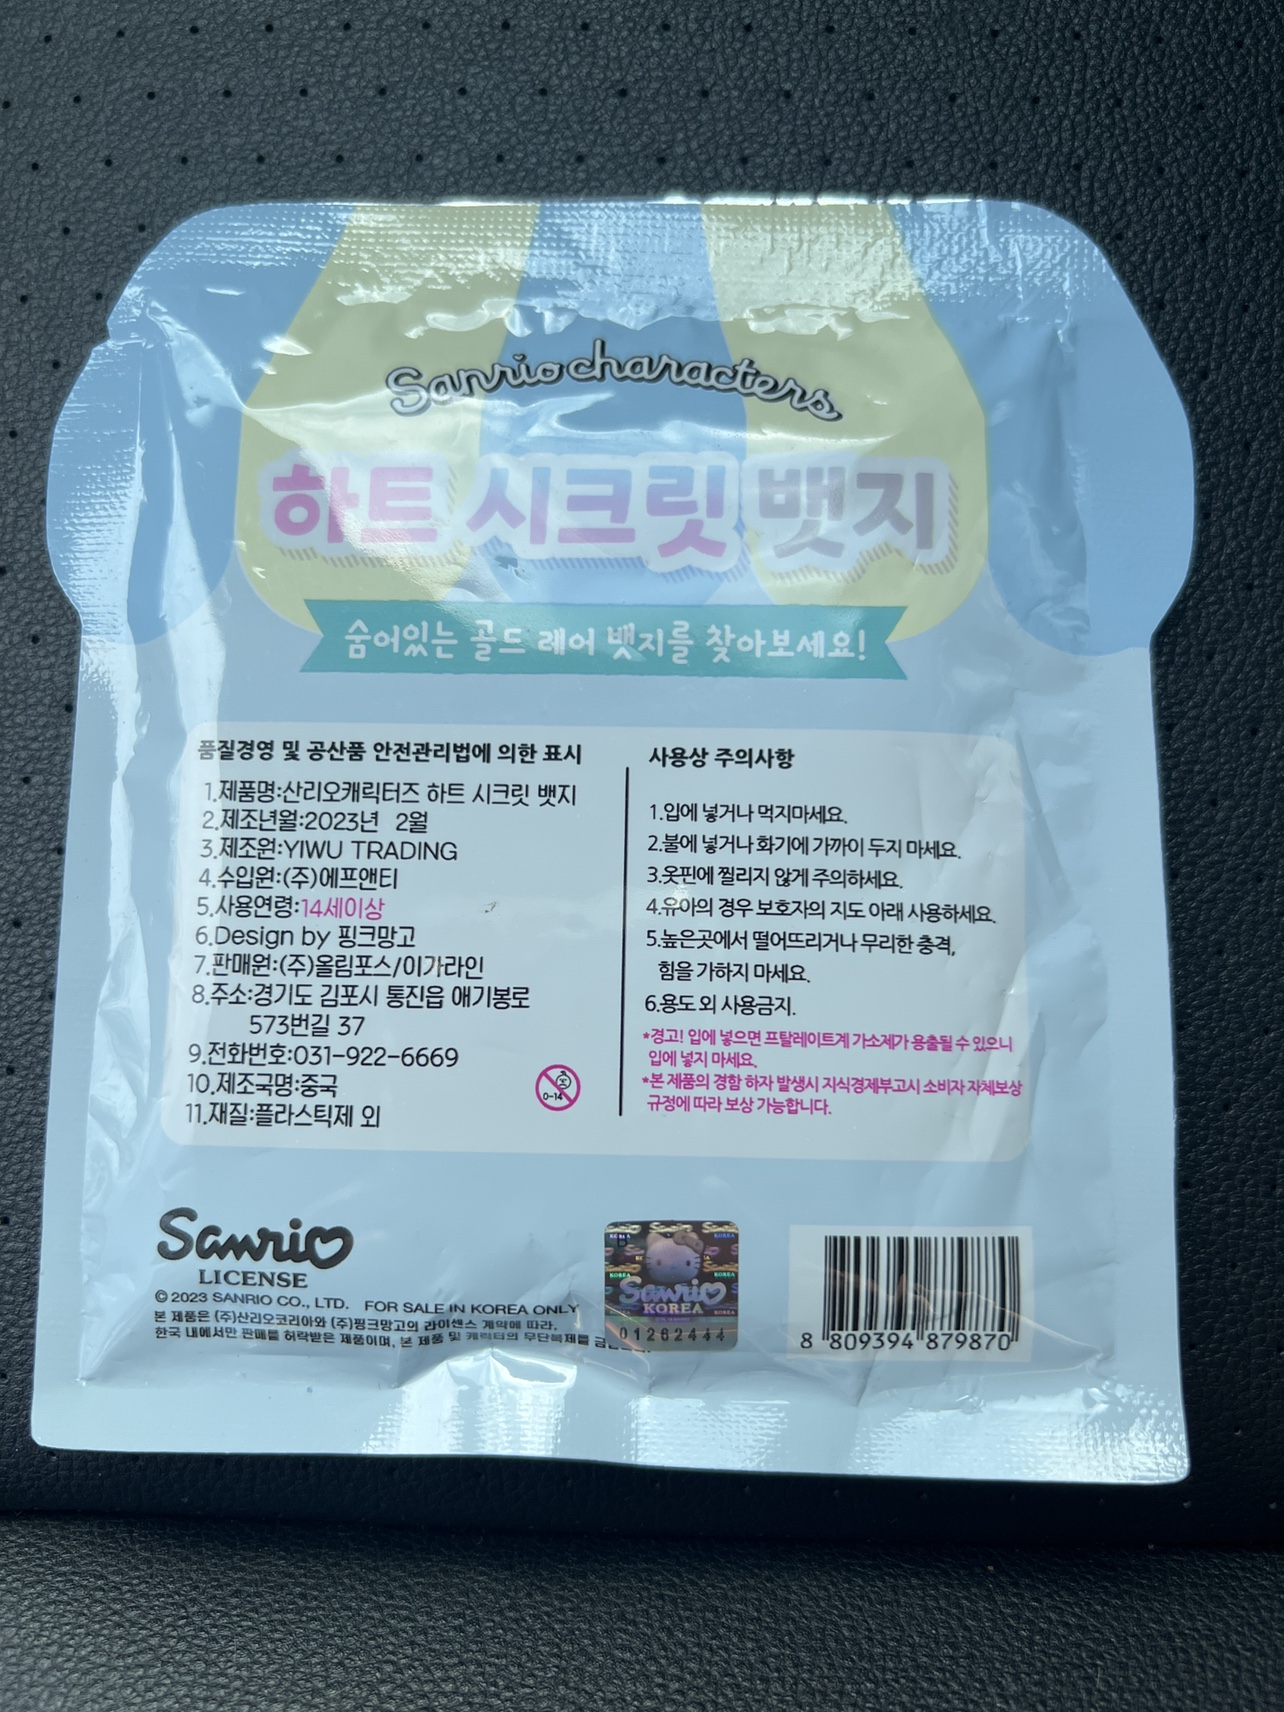 Sanrio characters
하트 시크릿 뱃지
숨어있는 골드 레어 뱃지를 찾아보세요!
품질경영 및 공산품 안전관리법에 의한 표시
1.제품명:산리오캐릭터즈 하트 시크릿 뱃지
2.제조년월:2023년 2월
3.제조원:YIWU TRADING
4.수입원:(주)에프앤티
5.사용연령:14세이상
6.Design by 핑크망고
7.판매원:(주)올림포스/이가라인
8.주소:경기도 김포시 통진읍 애기봉로
573번길 37
9.전화번호:031-922-6669
10.제조국명:중국
11.재질:플라스틱제 외
0-14
사용상 주의사항
1.입에 넣거나 먹지마세요.
2.불에 넣거나 화기에 가까이 두지 마세요.
3.옷핀에 찔리지 않게 주의하세요.
4.유아의 경우 보호자의 지도 아래 사용하세요.
5.높은곳에서 떨어뜨리거나 무리한 충격,
힘을 가하지 마세요.
6.용도 외 사용금지.
*경고! 입에 넣으면 프탈레이트계 가소제가 용출될 수 있으니
입에 넣지 마세요.
*본 제품의 경함 하자 발생시 지식경제부고시 소비자 자체보상
규정에 따라 보상 가능합니다.
Sanrio
LICENSE
© 2023 SANRIO CO., LTD. FOR SALE IN KOREA ONLY
본 제품은 (주)산리오코리아와 (주)핑크망고의 라이센스 계약에 따라.
한국 내에서만 판매를 허락받은 제품이며, 본 제품 및 캐릭터의 무단복제를
Sanrio
KOREA
01262444
8 809394 879870